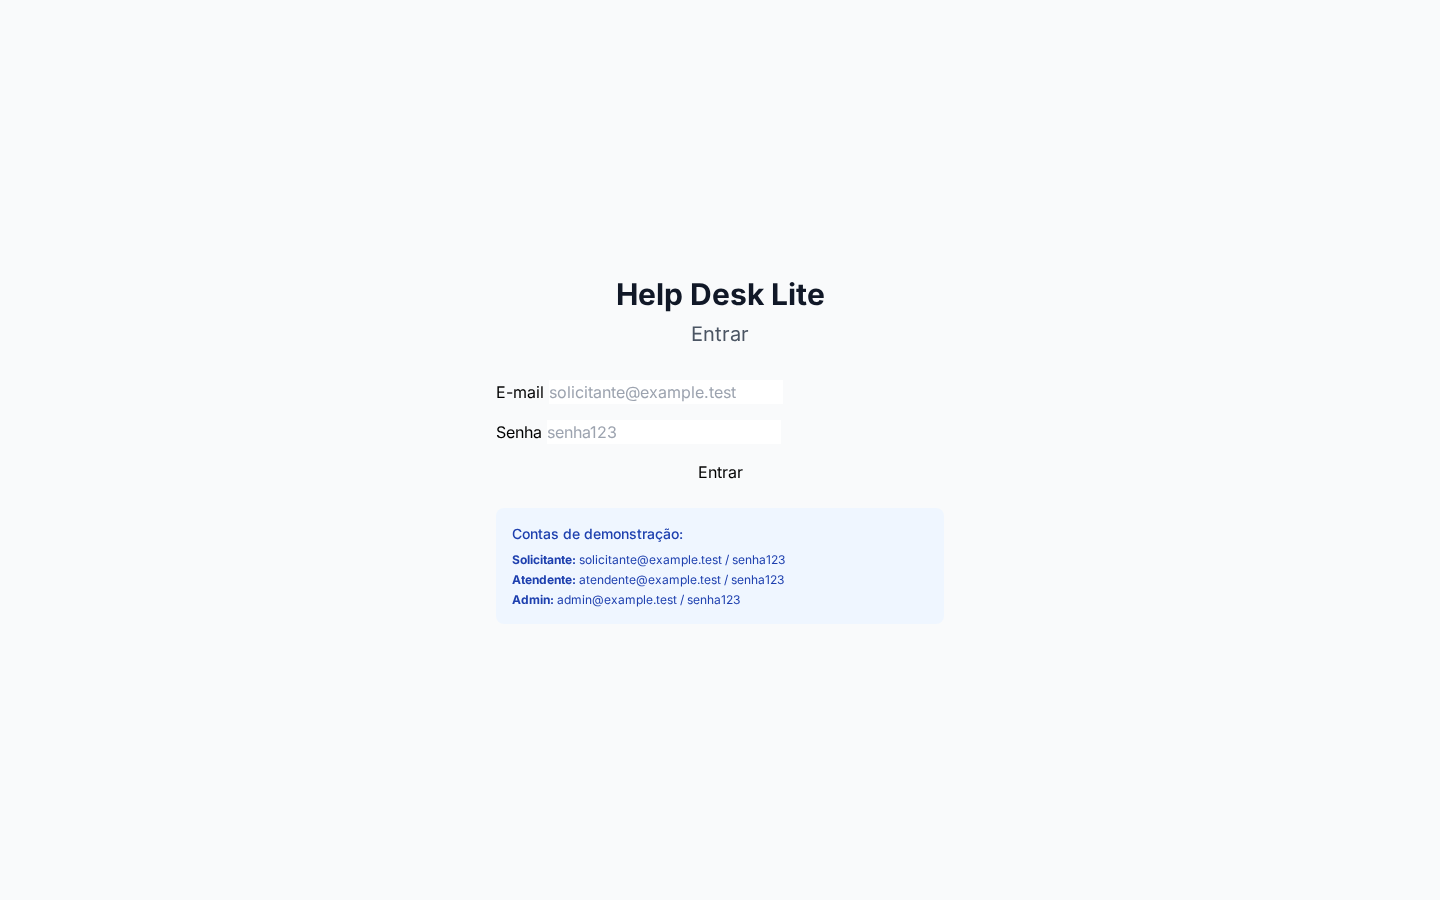 Help Desk Lite
Entrar
E-mail solicitante@example.test
Senha senha123
Entrar
Contas de demonstração:
Solicitante: solicitante@example.test / senha123
Atendente: atendente@example.test / senha123
Admin: admin@example.test / senha123